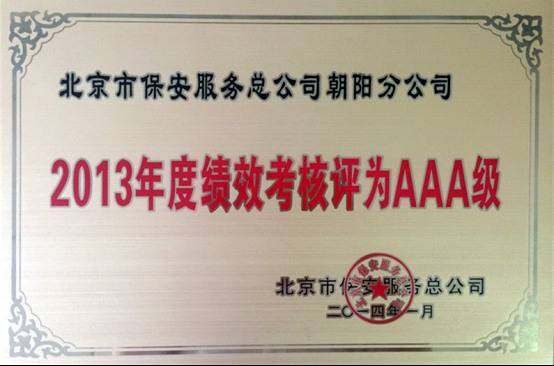 北京市保安服务总公司朝阳分公司
2013年度绩效考核评为AAA级
北京市保安服务总公司
二〇一四年一月